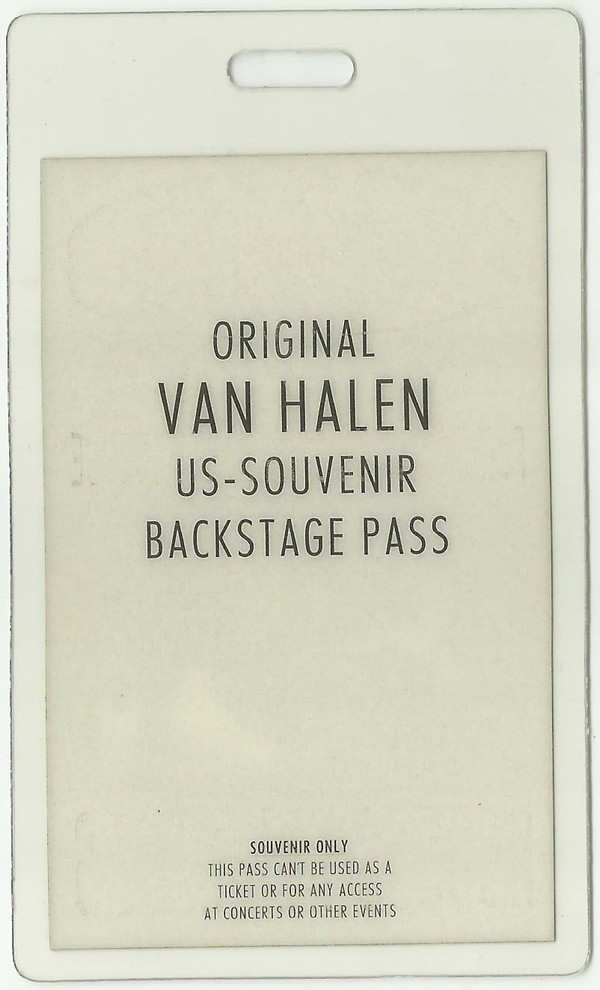 ORIGINAL
VAN HALEN
US-SOUVENIR
BACKSTAGE PASS
SOUVENIR ONLY
THIS PASS CAN'T BE USED AS A
TICKET OR FOR ANY ACCESS
AT CONCERTS OR OTHER EVENTS